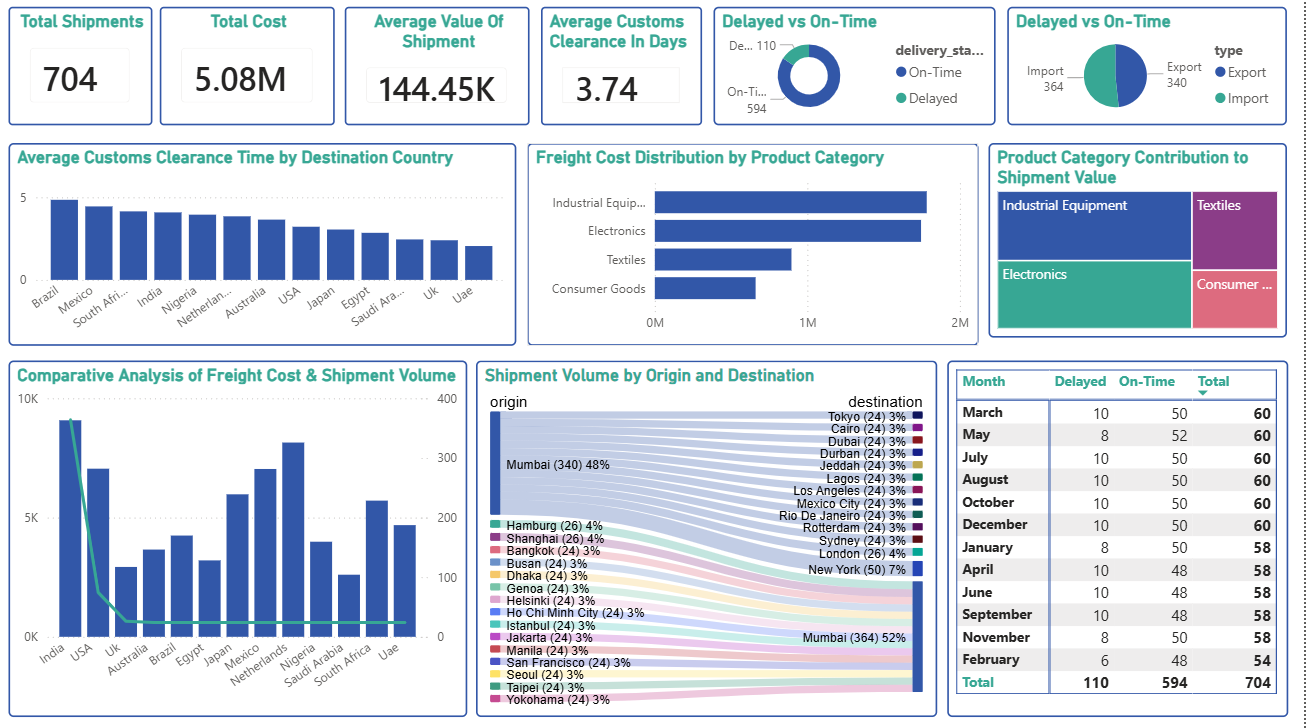 Total Shipments
704
Total Cost
5.08M
Average Value Of
Shipment
144.45K
Average Customs
Clearance In Days
3.74
Delayed vs On-Time
De... 110
On-Ti...
594
delivery_sta...
On-Time
Delayed
Delayed vs On-Time
Import
364
Export
340
type
Export
Import
Average Customs Clearance Time by Destination Country
5
0
Brazil
Mexico
South Afri...
India
Nigeria
Netherlan...
Australia
USA
Japan
Egypt
Saudi Ara...
Uk
Uae
Freight Cost Distribution by Product Category
Industrial Equip...
Electronics
Textiles
Consumer Goods
0M
1M
2M
Product Category Contribution to
Shipment Value
Industrial Equipment
Textiles
Electronics
Consumer ...
Comparative Analysis of Freight Cost & Shipment Volume
10K
5K
0K
400
300
200
100
0
India
USA
Uk
Australia
Brazil
Egypt
Japan
Mexico
Netherlands
Nigeria
Saudi Arabia
South Africa
Uae
Shipment Volume by Origin and Destination
origin
destination
Mumbai (340) 48%
Hamburg (26) 4%
Shanghai (26) 4%
Bangkok (24) 3%
Busan (24) 3%
Dhaka (24) 3%
Genoa (24) 3%
Helsinki (24) 3%
Ho Chi Minh City (24) 3%
Istanbul (24) 3%
Jakarta (24) 3%
Manila (24) 3%
San Francisco (24) 3%
Seoul (24) 3%
Taipei (24) 3%
Yokohama (24) 3%
Tokyo (24) 3%
Cairo (24) 3%
Dubai (24) 3%
Durban (24) 3%
Jeddah (24) 3%
Lagos (24) 3%
Los Angeles (24) 3%
Mexico City (24) 3%
Rio De Janeiro (24) 3%
Rotterdam (24) 3%
Sydney (24) 3%
London (26) 4%
New York (50) 7%
Mumbai (364) 52%
Month Delayed On-Time Total
March 10 50 60
May 8 52 60
July 10 50 60
August 10 50 60
October 10 50 60
December 10 50 60
January 8 50 58
April 10 48 58
June 10 48 58
September 10 48 58
November 8 50 58
February 6 48 54
Total 110 594 704